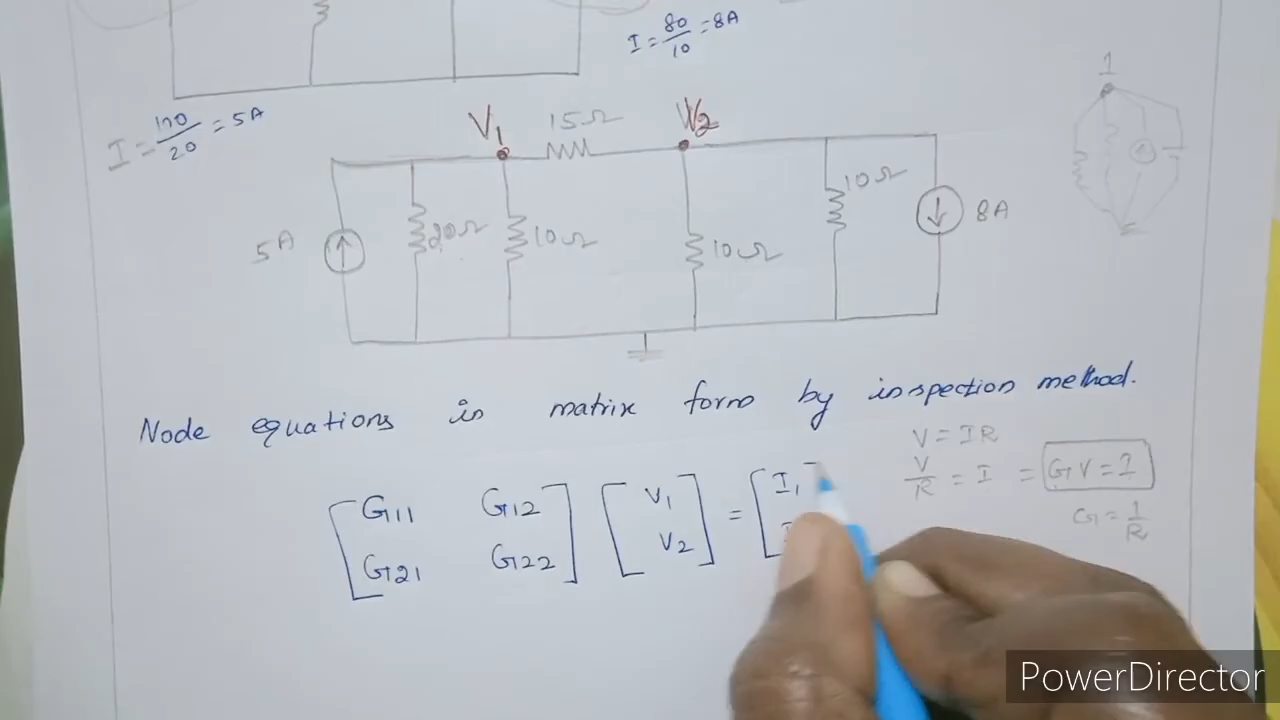 I = 80/10 = 8A
I = 100/20 = 5A
1
V1 15Ω V2
5A 20Ω 10Ω 10Ω 10Ω 8A
Node equations in matrix form by inspection method.
V = IR
V/R = I = GV = I
G = 1/R
[G11 G12] [V1] = [I1]
[G21 G22] [V2]
PowerDirector